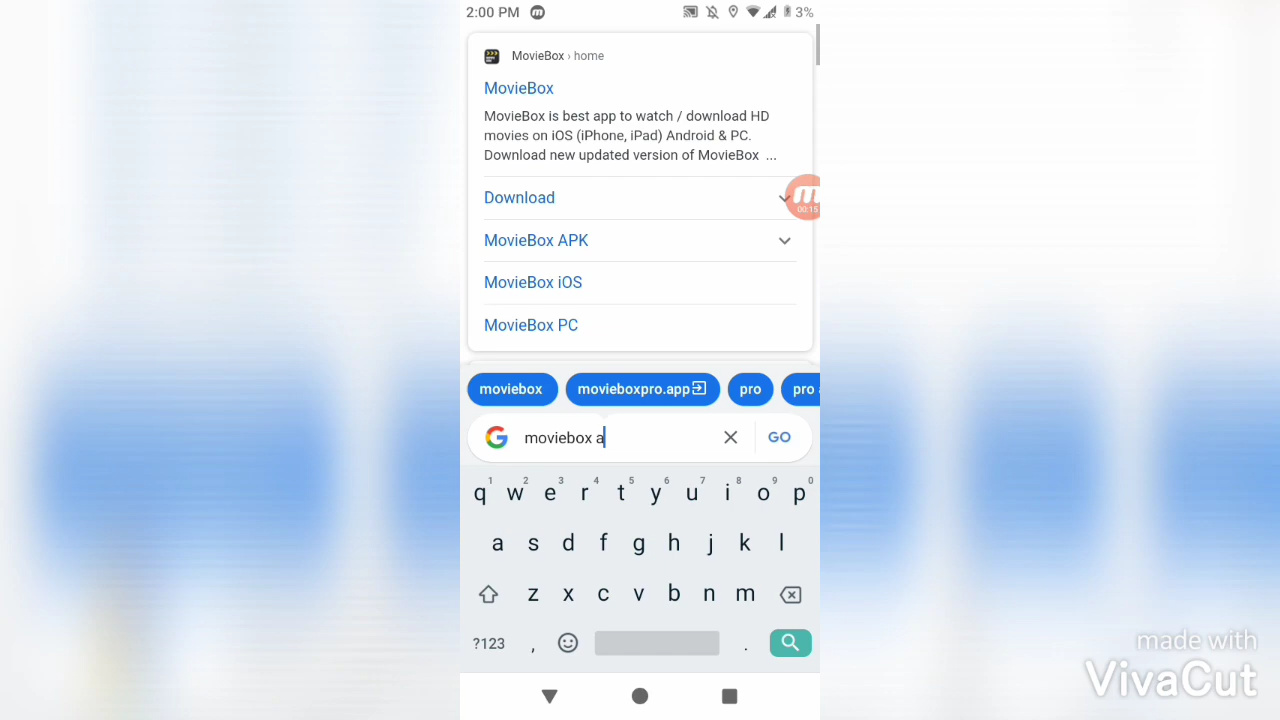 2:00 PM m 3%
MovieBox › home
MovieBox
MovieBox is best app to watch / download HD
movies on iOS (iPhone, iPad) Android & PC.
Download new updated version of MovieBox ...
Download
m
00:15
MovieBox APK
MovieBox iOS
MovieBox PC
moviebox movieboxpro.app pro pro
G moviebox a GO
1 2 3 4 5 6 7 8 9 0
q w e r t y u i o p
a s d f g h j k l
z x c v b n m
?123 , .
made with
VivaCut